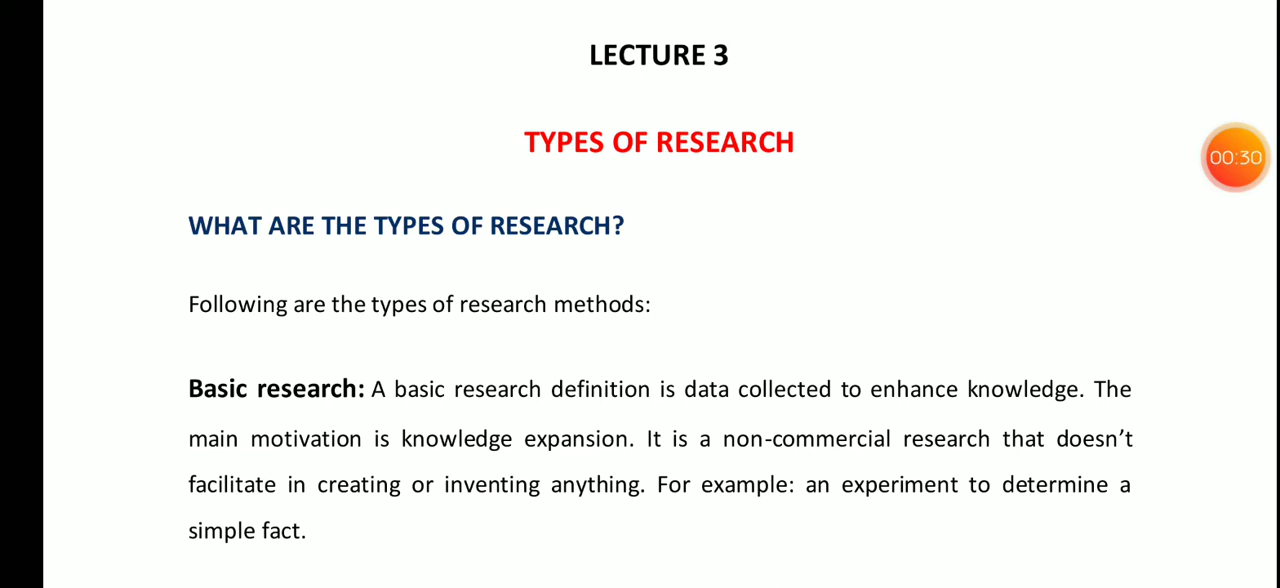 LECTURE 3
TYPES OF RESEARCH
00:30
WHAT ARE THE TYPES OF RESEARCH?
Following are the types of research methods:
Basic research: A basic research definition is data collected to enhance knowledge. The
main motivation is knowledge expansion. It is a non-commercial research that doesn’t
facilitate in creating or inventing anything. For example: an experiment to determine a
simple fact.